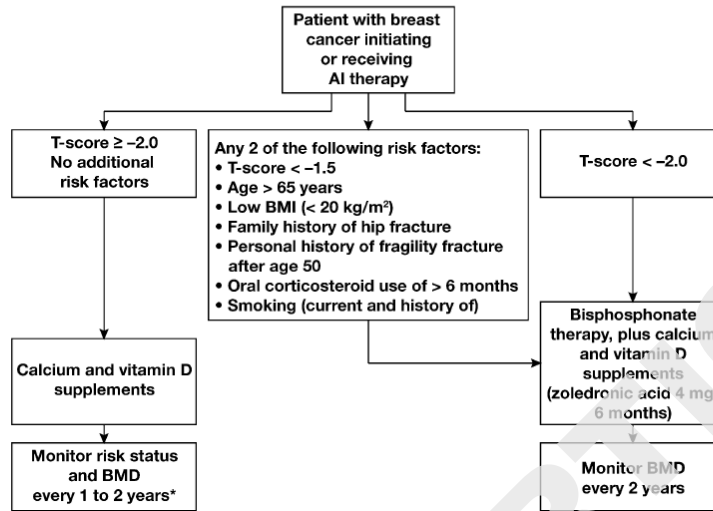 Patient with breast
cancer initiating
or receiving
AI therapy
T-score ≥ –2.0
No additional
risk factors
Any 2 of the following risk factors:
• T-score < –1.5
• Age > 65 years
• Low BMI (< 20 kg/m²)
• Family history of hip fracture
• Personal history of fragility fracture
after age 50
• Oral corticosteroid use of > 6 months
• Smoking (current and history of)
T-score < –2.0
Calcium and vitamin D
supplements
Bisphosphonate
therapy, plus calcium
and vitamin D
supplements
(zoledronic acid 4 mg
6 months)
Monitor risk status
and BMD
every 1 to 2 years*
Monitor BMD
every 2 years